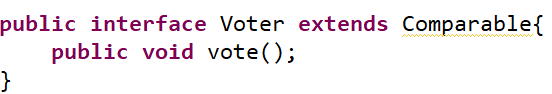 public interface Voter extends Comparable{
    public void vote();
}